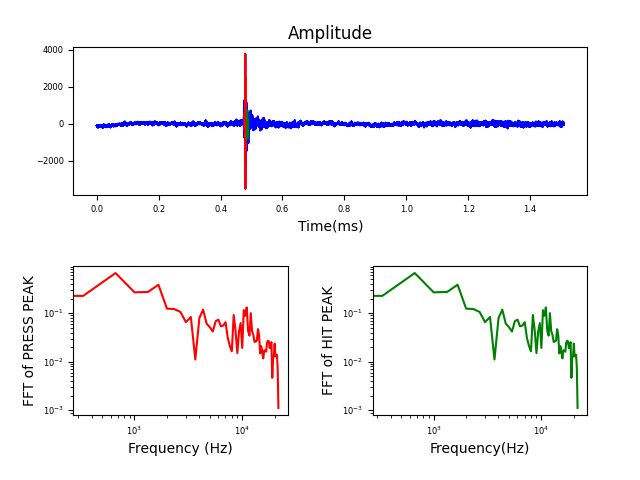 Amplitude
4000
2000
0
−2000
0.0 0.2 0.4 0.6 0.8 1.0 1.2 1.4
Time(ms)
FFT of PRESS PEAK
10⁻¹
10⁻²
10⁻³
10³ 10⁴
Frequency (Hz)
FFT of HIT PEAK
10⁻¹
10⁻²
10⁻³
10³ 10⁴
Frequency(Hz)